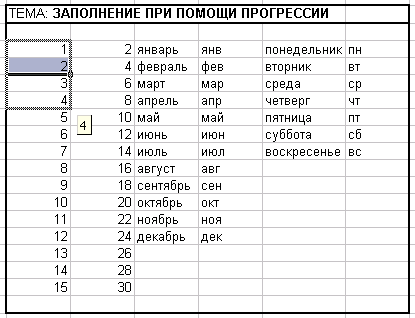 ТЕМА: ЗАПОЛНЕНИЕ ПРИ ПОМОЩИ ПРОГРЕССИИ
1 2 январь янв понедельник пн
2 4 февраль фев вторник вт
3 6 март мар среда ср
4 8 апрель апр четверг чт
5 10 май май пятница пт
4
6 12 июнь июн суббота сб
7 14 июль июл воскресенье вс
8 16 август авг
9 18 сентябрь сен
10 20 октябрь окт
11 22 ноябрь ноя
12 24 декабрь дек
13 26
14 28
15 30